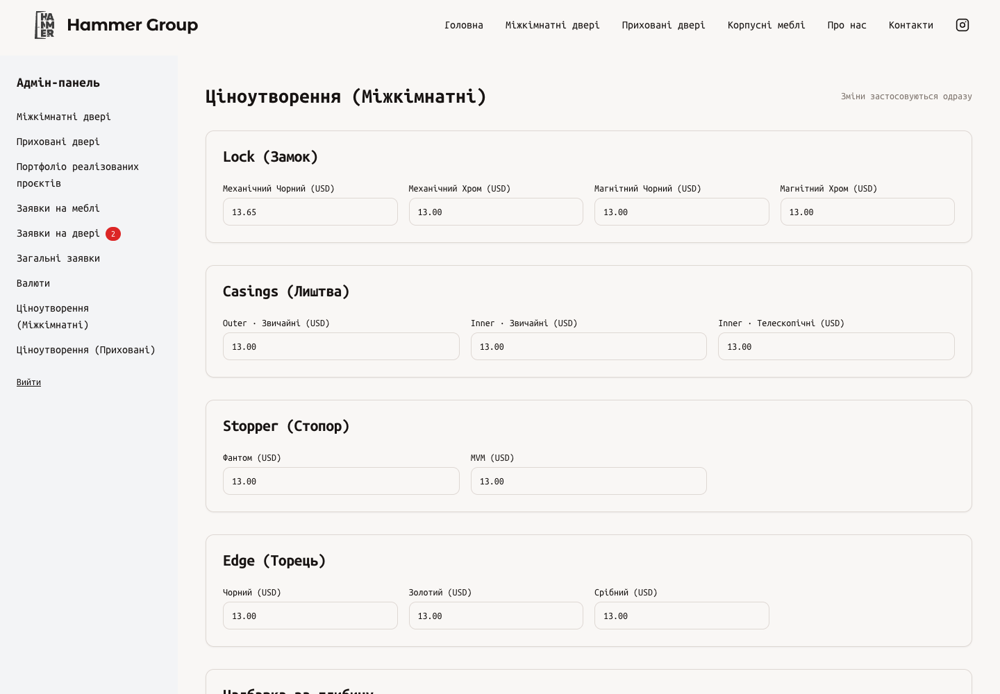 HAMMER
Hammer Group
Головна
Міжкімнатні двері
Приховані двері
Корпусні меблі
Про нас
Контакти
Адмін-панель
Міжкімнатні двері
Приховані двері
Портфоліо реалізованих
проєктів
Заявки на меблі
Заявки на двері 2
Загальні заявки
Валюти
Ціноутворення
(Міжкімнатні)
Ціноутворення (Приховані)
Вийти
Ціноутворення (Міжкімнатні)
Зміни застосовуються одразу
Lock (Замок)
Механічний Чорний (USD)
Механічний Хром (USD)
Магнітний Чорний (USD)
Магнітний Хром (USD)
13.65
13.00
13.00
13.00
Casings (Лиштва)
Outer · Звичайні (USD)
Inner · Звичайні (USD)
Inner · Телескопічні (USD)
13.00
13.00
13.00
Stopper (Стопор)
Фантом (USD)
MVM (USD)
13.00
13.00
Edge (Торець)
Чорний (USD)
Золотий (USD)
Срібний (USD)
13.00
13.00
13.00